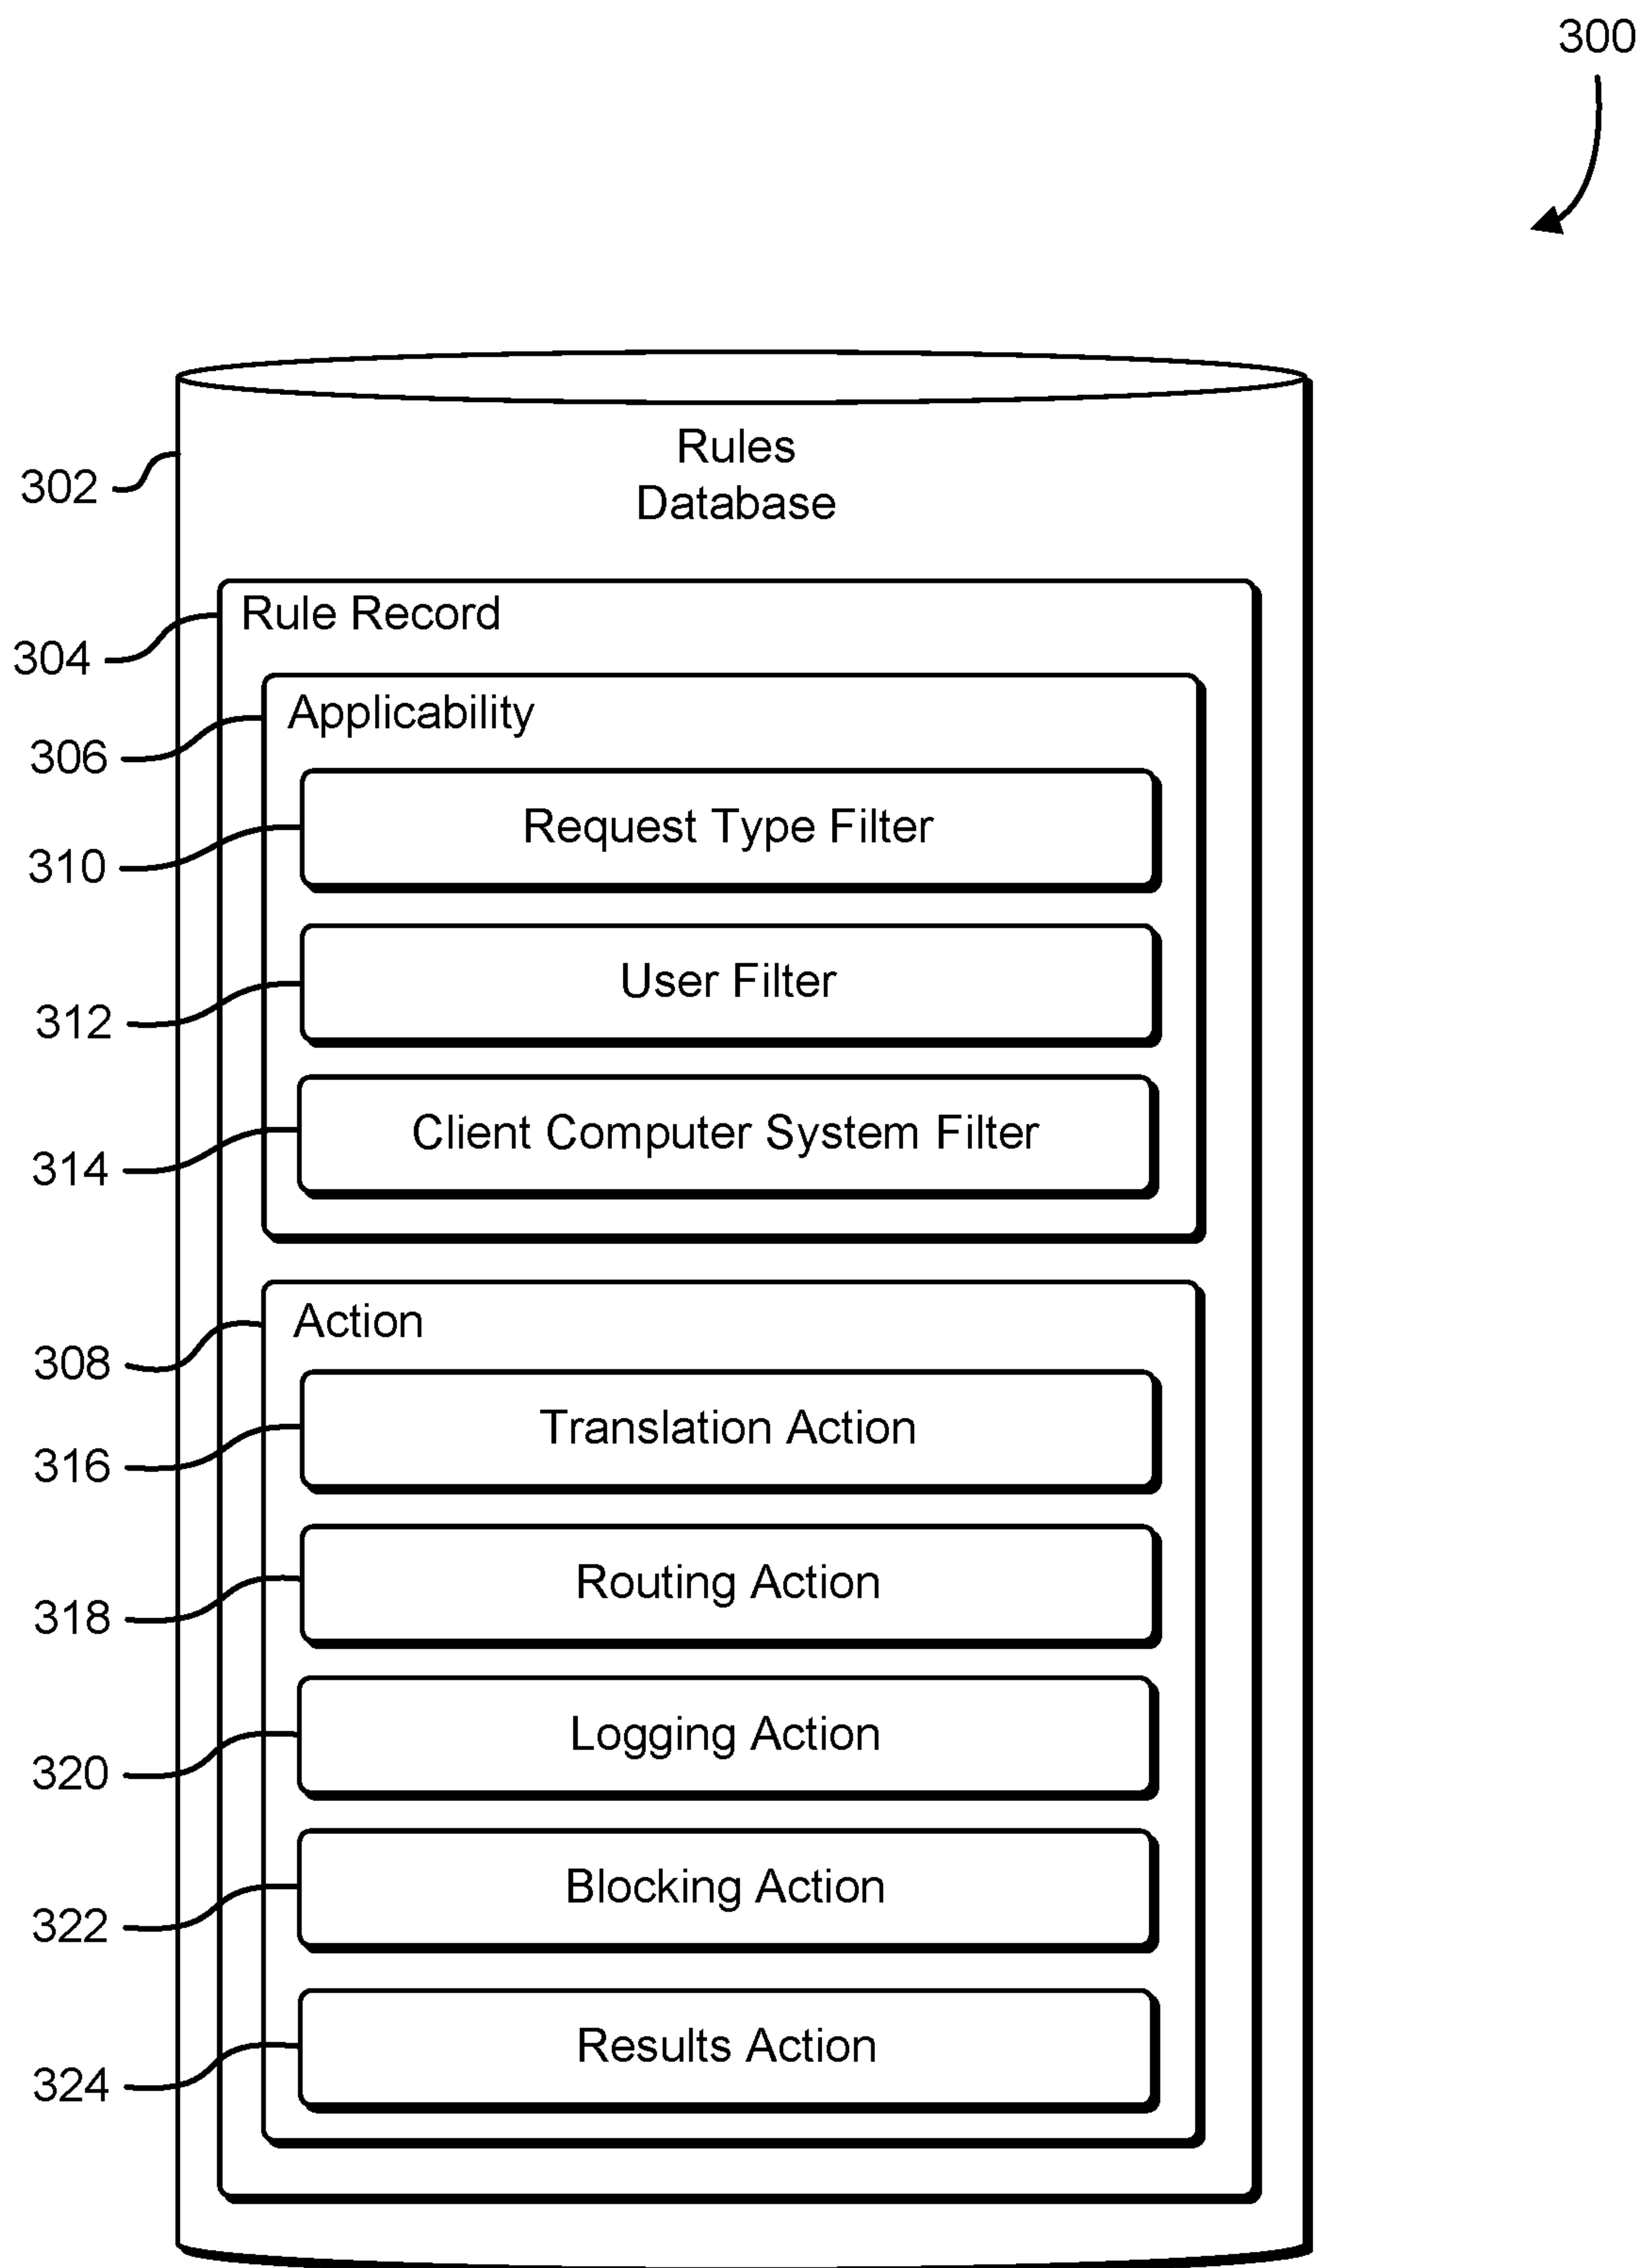 300
Rules
Database
302
Rule Record
304
Applicability
306
Request Type Filter
310
User Filter
312
Client Computer System Filter
314
Action
308
Translation Action
316
Routing Action
318
Logging Action
320
Blocking Action
322
Results Action
324